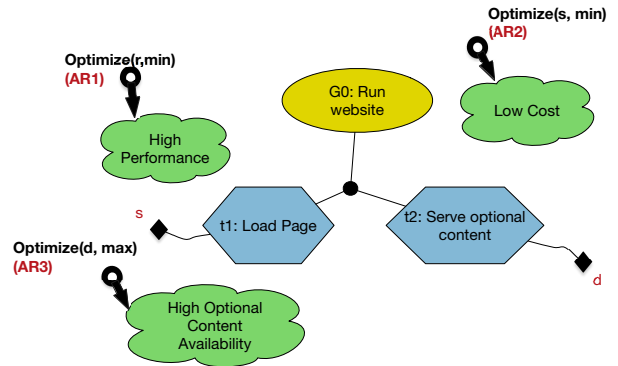 Optimize(s, min)
(AR2)
Optimize(r,min)
(AR1)
G0: Run
website
Low Cost
High
Performance
s
t1: Load Page
t2: Serve optional
content
Optimize(d, max)
(AR3)
d
High Optional
Content
Availability